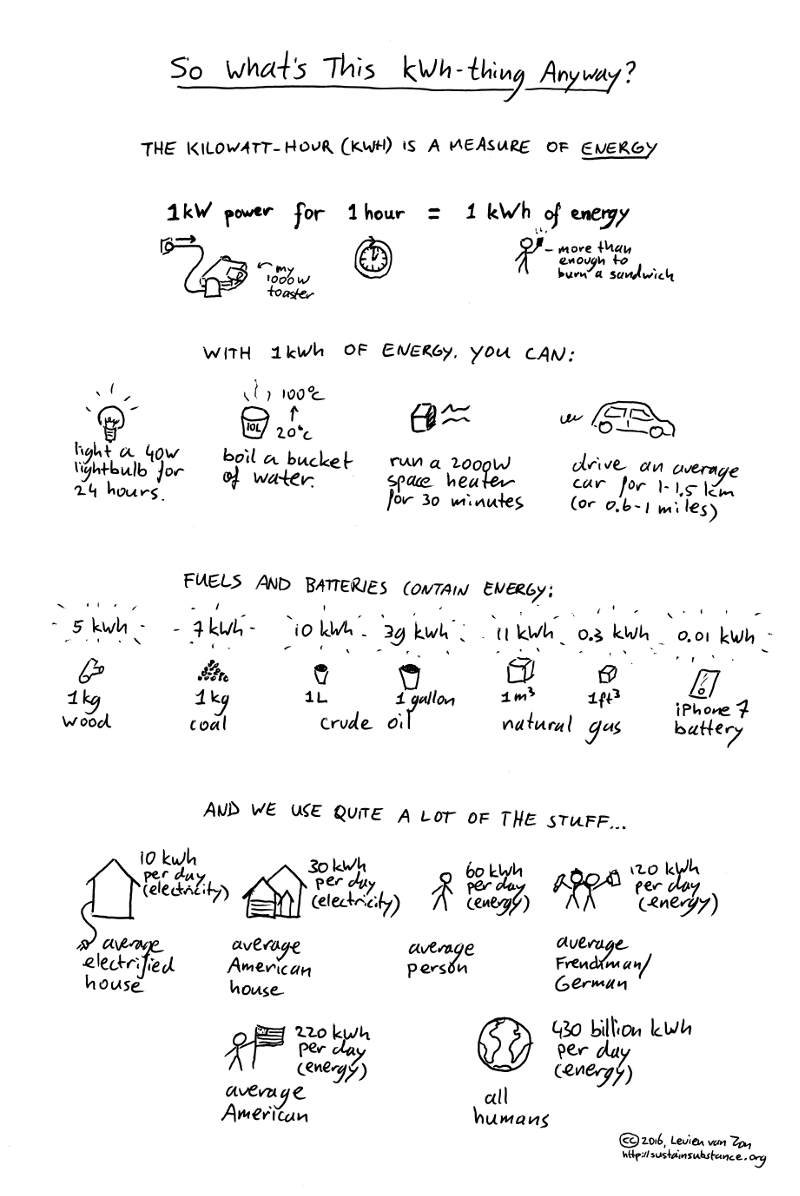 So What's This kWh-thing Anyway?
THE KILOWATT-HOUR (KWH) IS A MEASURE OF ENERGY
1kW power for 1 hour = 1 kWh of energy
my
1000W
toaster
more than
enough to
burn a sandwich
WITH 1kWh OF ENERGY, YOU CAN:
light a 40W
lightbulb for
24 hours.
100°C
10L
20°C
boil a bucket
of water.
run a 2000W
space heater
for 30 minutes
drive an average
car for 1-1.5 km
(or 0.6-1 miles)
FUELS AND BATTERIES CONTAIN ENERGY:
5 kWh
1kg
wood
7 kWh
1kg
coal
10 kWh 39 kWh
1L 1 gallon
crude oil
11 kWh 0.3 kWh
1m³ 1ft³
natural gas
0.01 kWh
iPhone 7
battery
AND WE USE QUITE A LOT OF THE STUFF...
10 kWh
per day
(electricity)
average
electrified
house
30 kWh
per day
(electricity)
average
American
house
60 kWh
per day
(energy)
average
person
120 kWh
per day
(energy)
average
Frenchman/
German
220 kWh
per day
(energy)
average
American
430 billion kWh
per day
(energy)
all
humans
cc 2016, Levien van Zon
http://sustainsubstance.org